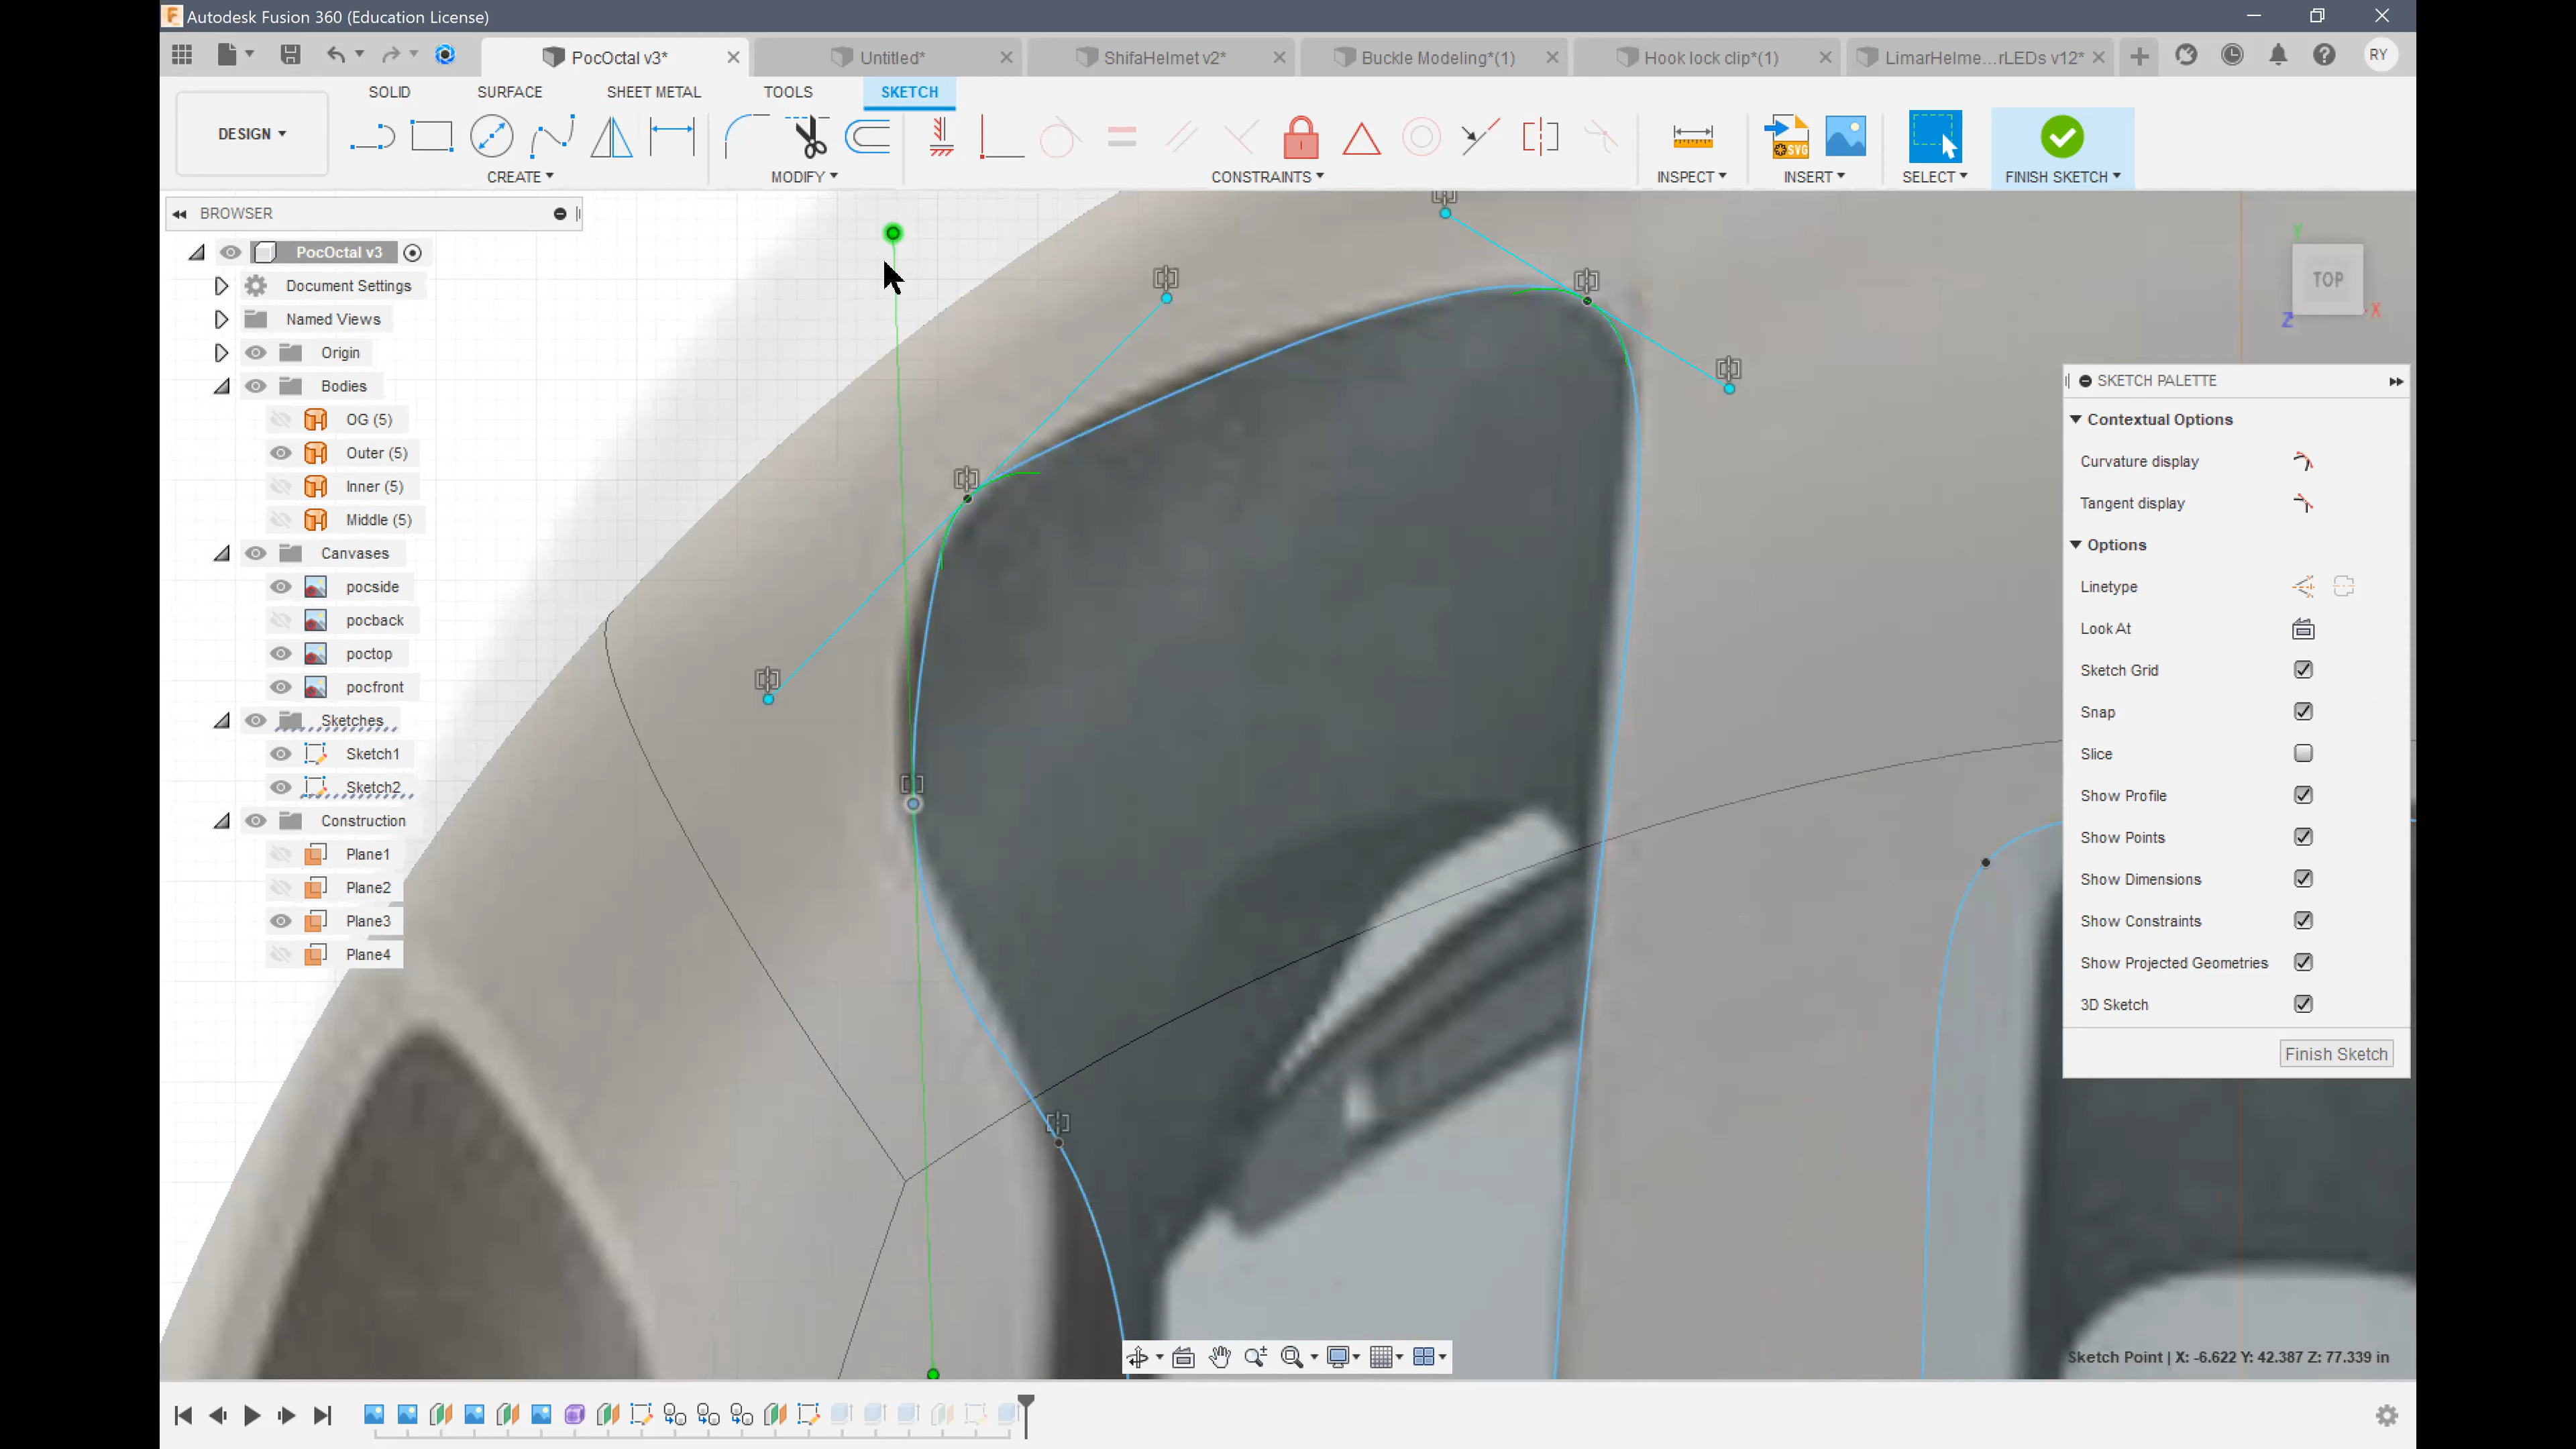 Autodesk Fusion 360 (Education License)
PocOctal v3*
Untitled*
ShifaHelmet v2*
Buckle Modeling*(1)
Hook lock clip*(1)
LimarHelme...rLEDs v12*
RY
SOLID
SURFACE
SHEET METAL
TOOLS
SKETCH
DESIGN
SVG
CREATE
MODIFY
CONSTRAINTS
INSPECT
INSERT
SELECT
FINISH SKETCH
BROWSER
PocOctal v3
Document Settings
Named Views
Origin
Bodies
OG (5)
Outer (5)
Inner (5)
Middle (5)
Canvases
pocside
pocback
poctop
pocfront
Sketches
Sketch1
Sketch2
Construction
Plane1
Plane2
Plane3
Plane4
Y
TOP
X
Z
SKETCH PALETTE
Contextual Options
Curvature display
Tangent display
Options
Linetype
Look At
Sketch Grid
Snap
Slice
Show Profile
Show Points
Show Dimensions
Show Constraints
Show Projected Geometries
3D Sketch
Finish Sketch
Sketch Point | X: -6.622 Y: 42.387 Z: 77.339 in